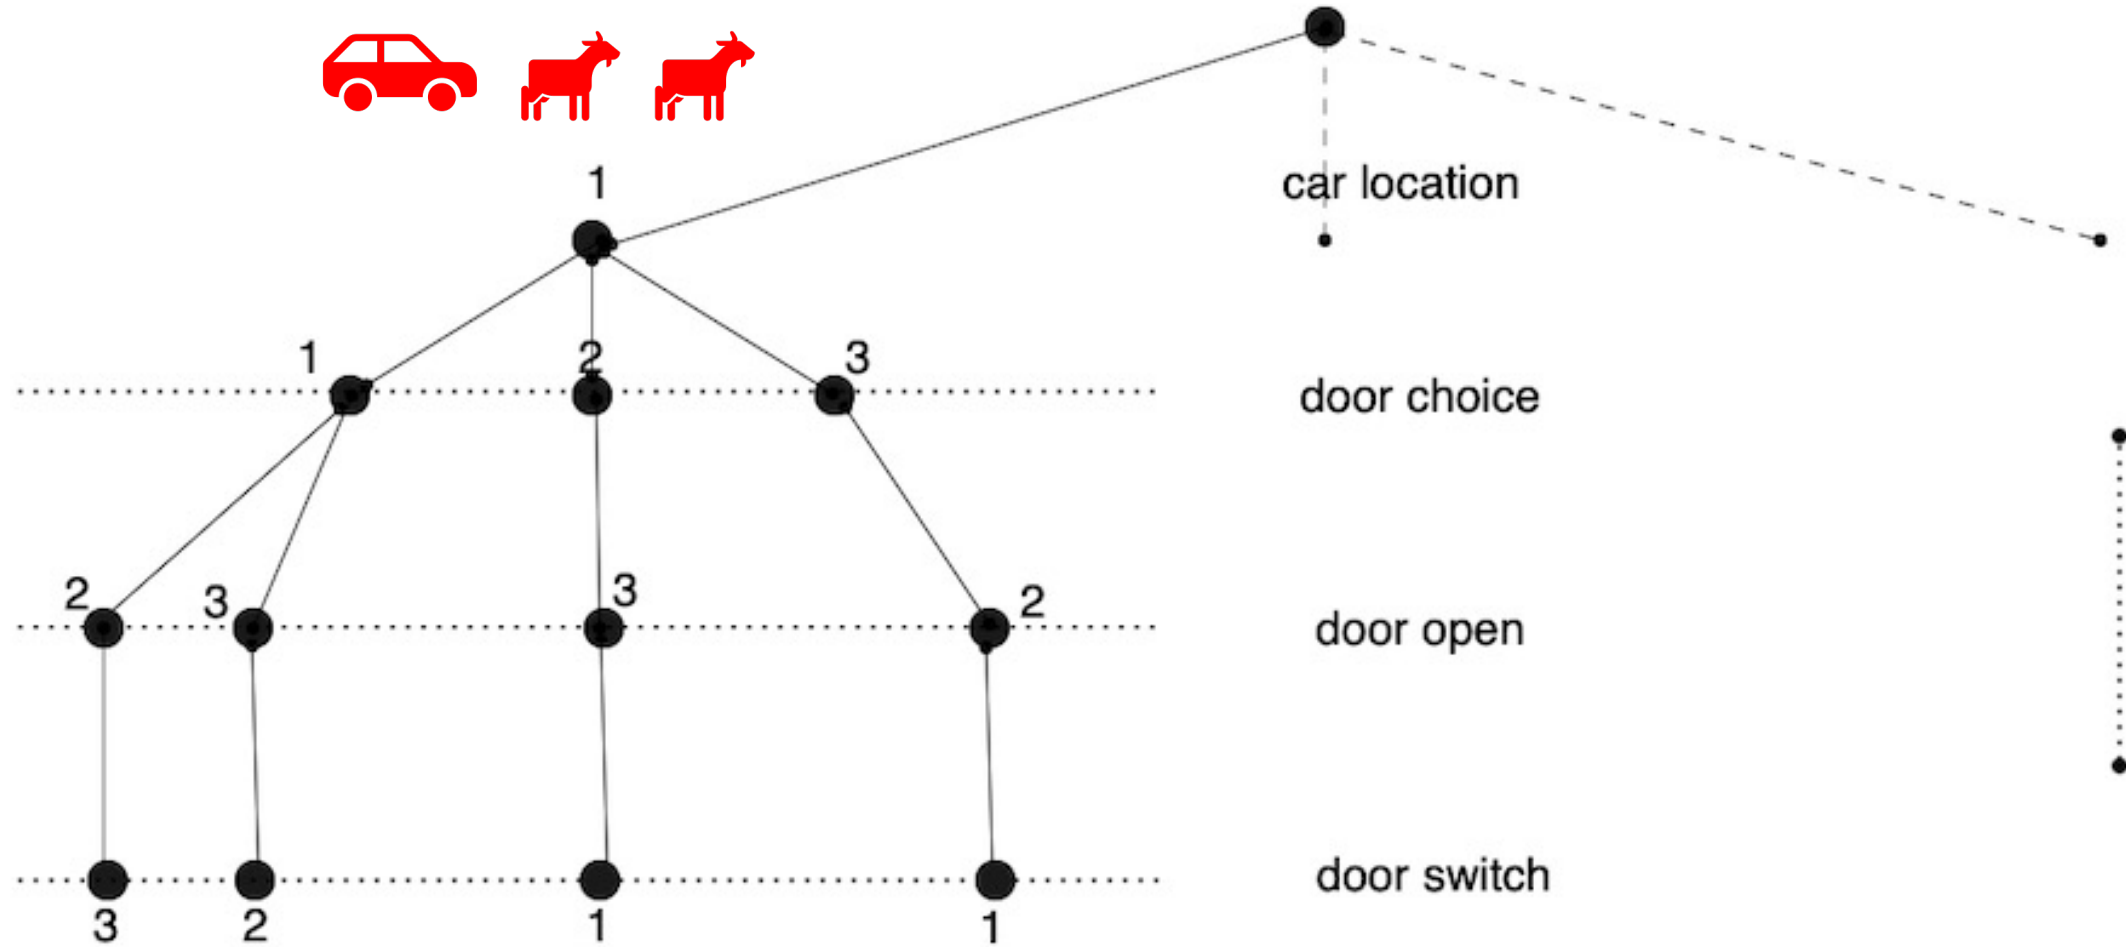 1
car location
1 2 3
door choice
2 3 3 2
door open
door switch
3 2 1 1